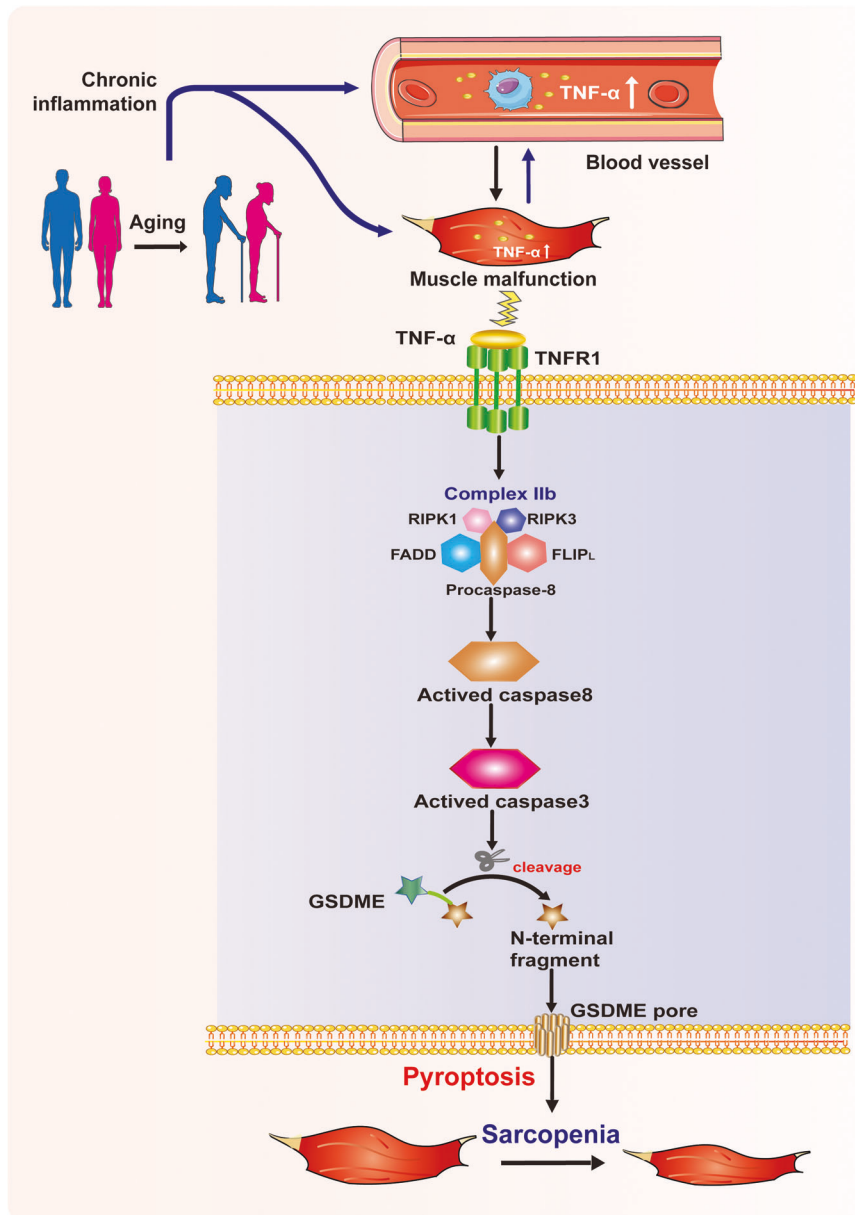 Chronic
inflammation
TNF-α
Blood vessel
Aging
TNF-α
Muscle malfunction
TNF-α
TNFR1
Complex IIb
RIPK1
RIPK3
FADD
FLIPL
Procaspase-8
Actived caspase8
Actived caspase3
cleavage
GSDME
N-terminal
fragment
GSDME pore
Pyroptosis
Sarcopenia